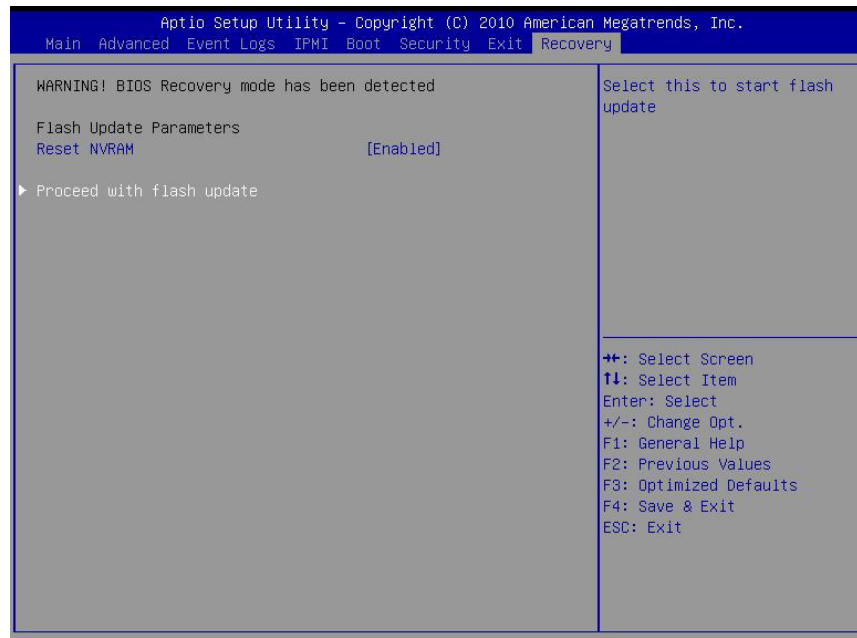 Aptio Setup Utility – Copyright (C) 2010 American Megatrends, Inc.
Main Advanced Event Logs IPMI Boot Security Exit Recovery
WARNING! BIOS Recovery mode has been detected
Flash Update Parameters
Reset NVRAM [Enabled]
▶ Proceed with flash update
Select this to start flash
update
→←: Select Screen
↑↓: Select Item
Enter: Select
+/-: Change Opt.
F1: General Help
F2: Previous Values
F3: Optimized Defaults
F4: Save & Exit
ESC: Exit